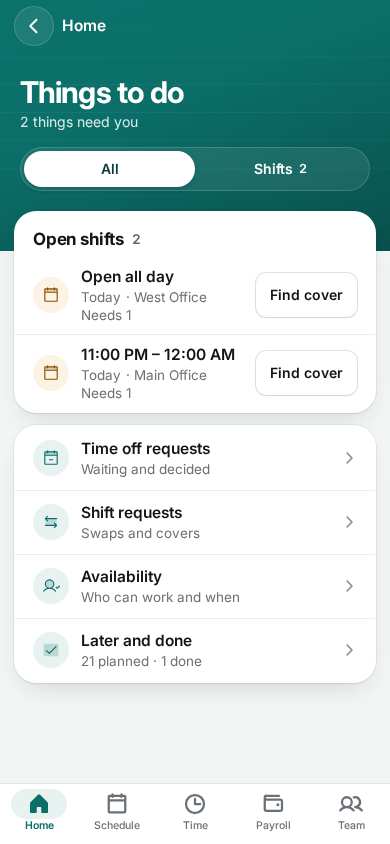 Home
Things to do
2 things need you
All
Shifts 2
Open shifts 2
Open all day
Today · West Office
Needs 1
Find cover
11:00 PM – 12:00 AM
Today · Main Office
Needs 1
Find cover
Time off requests
Waiting and decided
Shift requests
Swaps and covers
Availability
Who can work and when
Later and done
21 planned · 1 done
Home
Schedule
Time
Payroll
Team